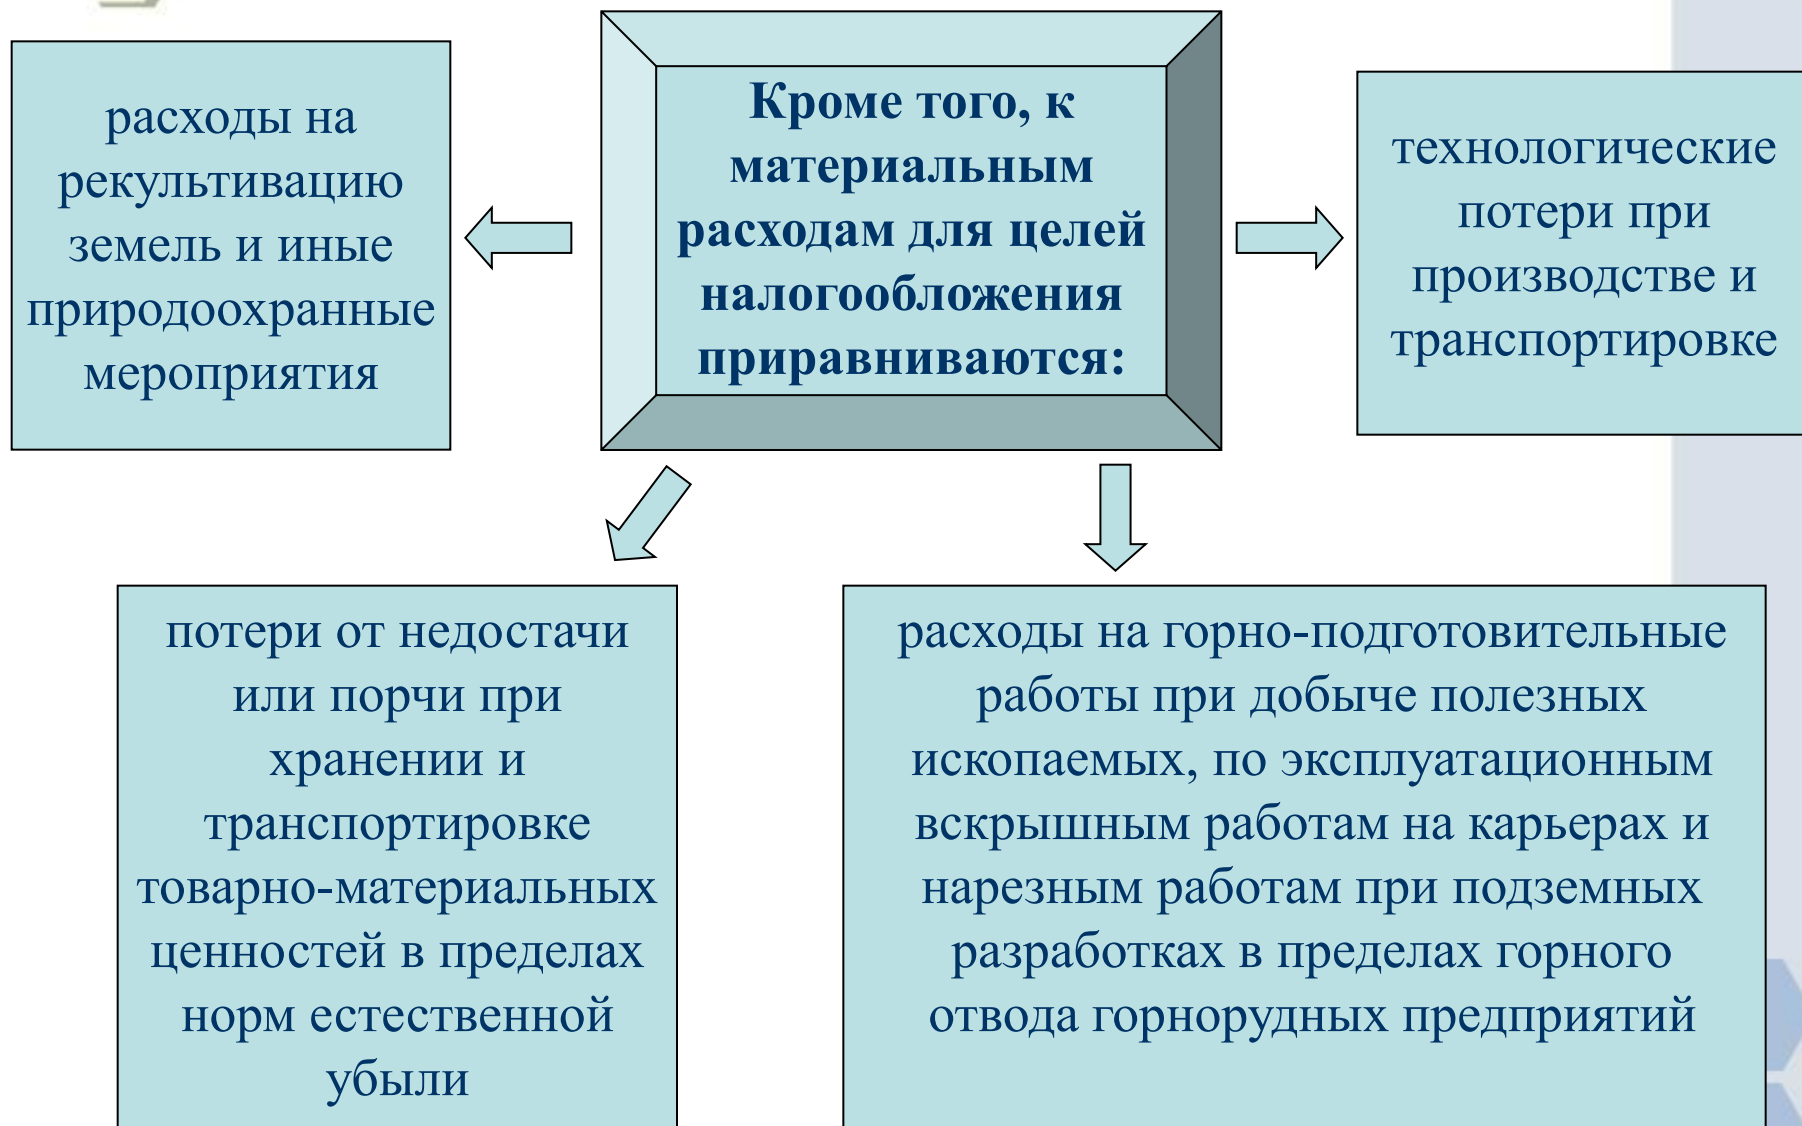 Кроме того, к
материальным
расходам для целей
налогообложения
приравниваются:
расходы на
рекультивацию
земель и иные
природоохранные
мероприятия
технологические
потери при
производстве и
транспортировке
потери от недостачи
или порчи при
хранении и
транспортировке
товарно-материальных
ценностей в пределах
норм естественной
убыли
расходы на горно-подготовительные
работы при добыче полезных
ископаемых, по эксплуатационным
вскрышным работам на карьерах и
нарезным работам при подземных
разработках в пределах горного
отвода горнорудных предприятий